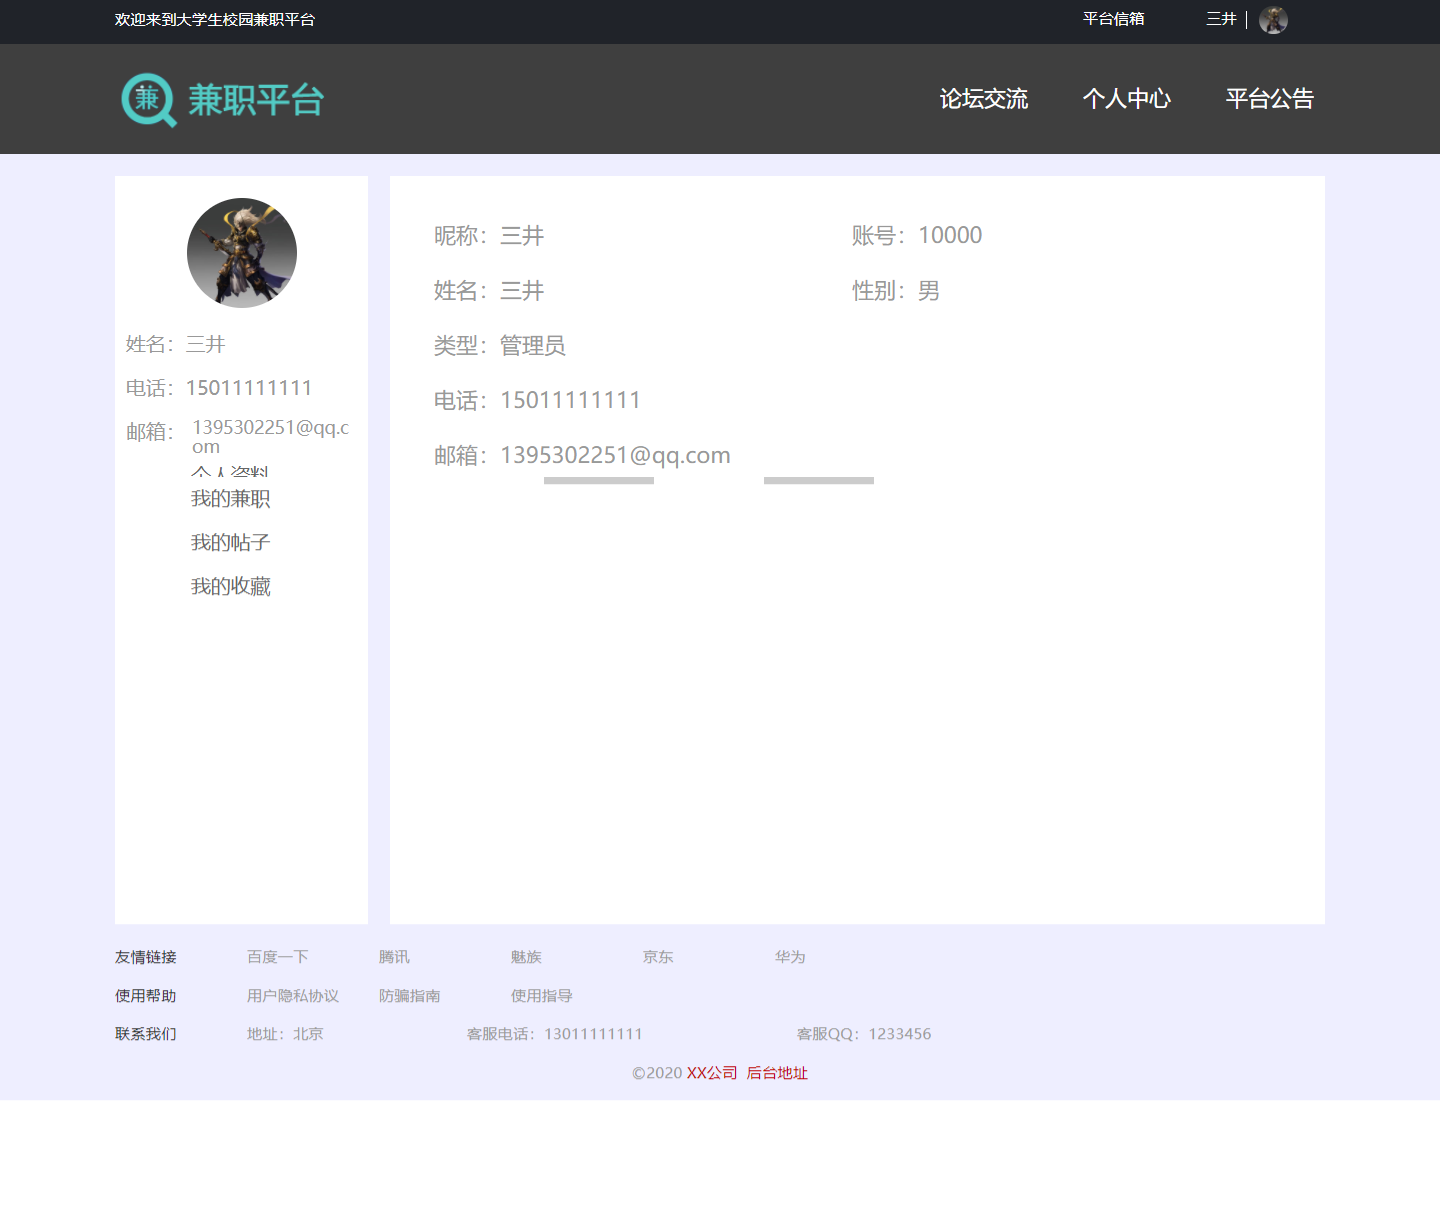 欢迎来到大学生校园兼职平台
平台信箱
三井
兼 兼职平台
论坛交流
个人中心
平台公告
姓名：三井
电话：15011111111
邮箱：1395302251@qq.c
om
个人资料
我的兼职
我的帖子
我的收藏
昵称：三井
账号：10000
姓名：三井
性别：男
类型：管理员
电话：15011111111
邮箱：1395302251@qq.com
友情链接 百度一下 腾讯 魅族 京东 华为
使用帮助 用户隐私协议 防骗指南 使用指导
联系我们 地址：北京 客服电话：13011111111 客服QQ：1233456
©2020 XX公司 后台地址